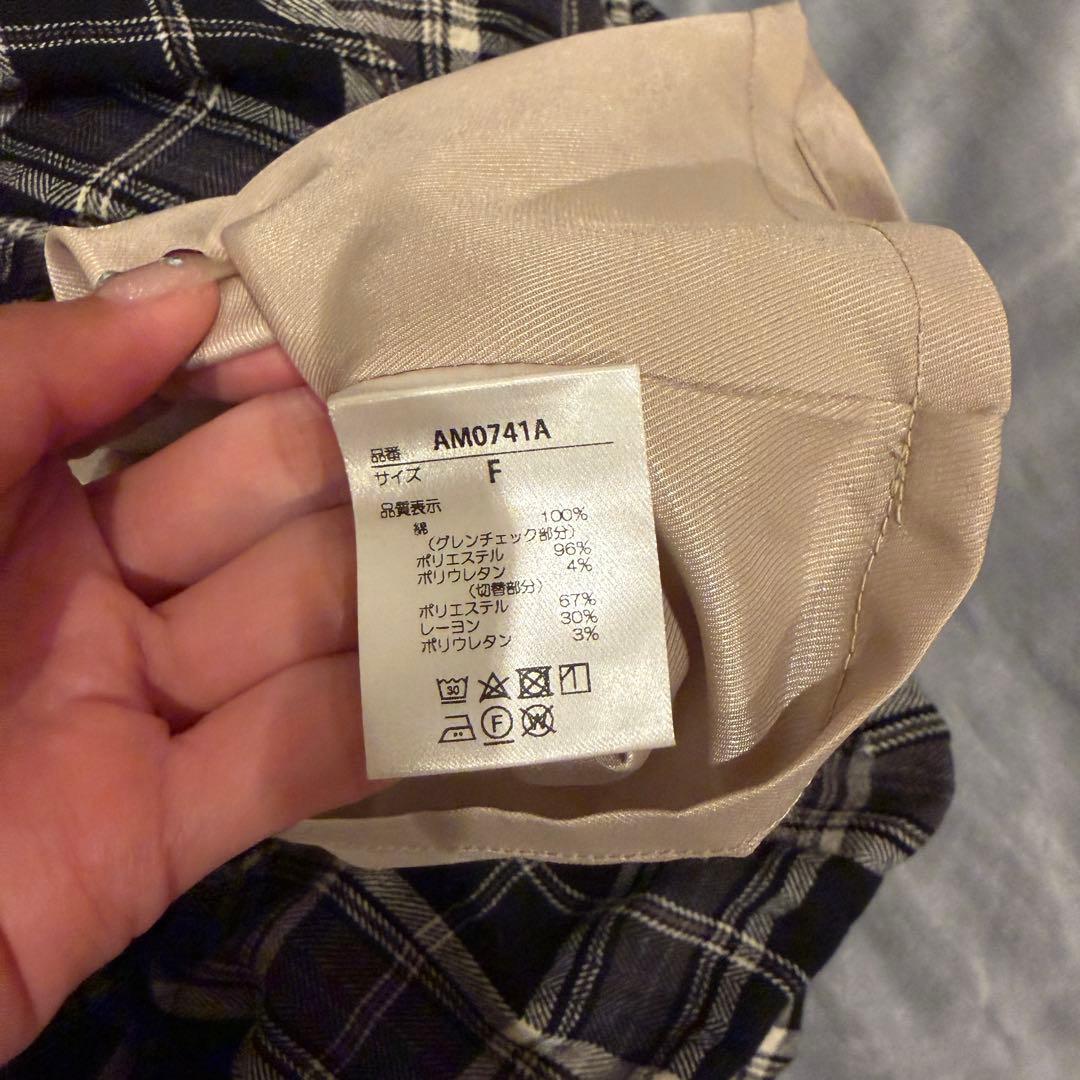 品番 AM0741A
サイズ F
品質表示
綿 100%
(グレンチェック部分)
ポリエステル 96%
ポリウレタン 4%
(切替部分)
ポリエステル 67%
レーヨン 30%
ポリウレタン 3%
30
F W